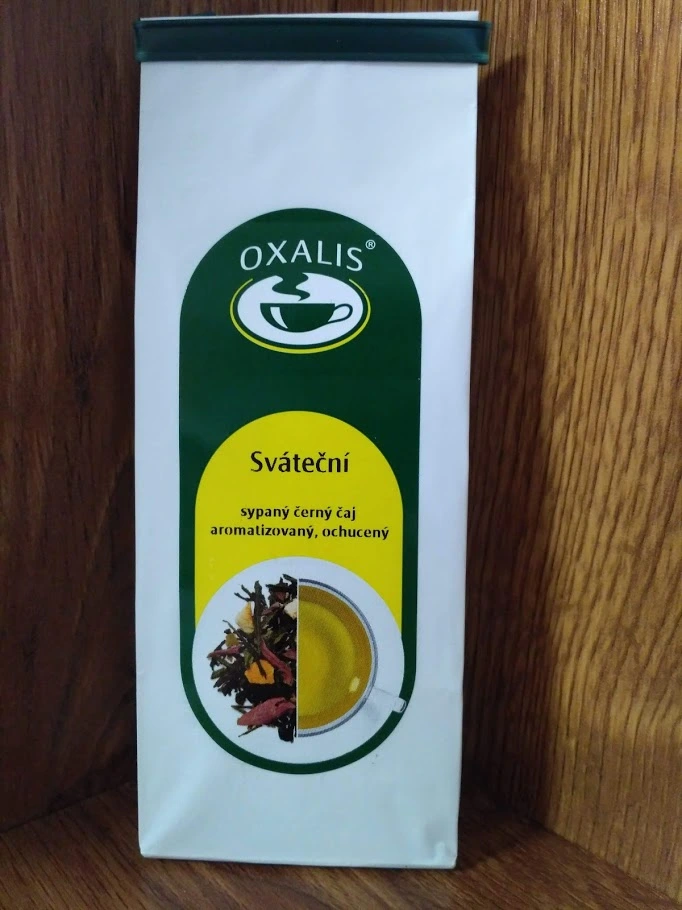 OXALIS®
Sváteční
sypaný černý čaj
aromatizovaný, ochucený